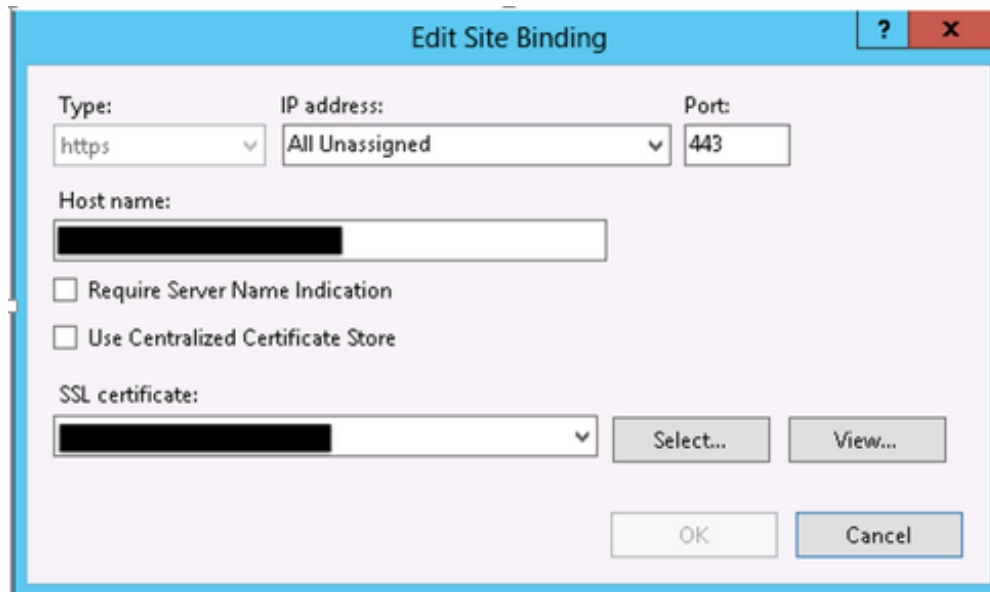 Edit Site Binding
? x
Type: IP address: Port:
https All Unassigned 443
Host name:
Require Server Name Indication
Use Centralized Certificate Store
SSL certificate:
Select... View...
OK Cancel